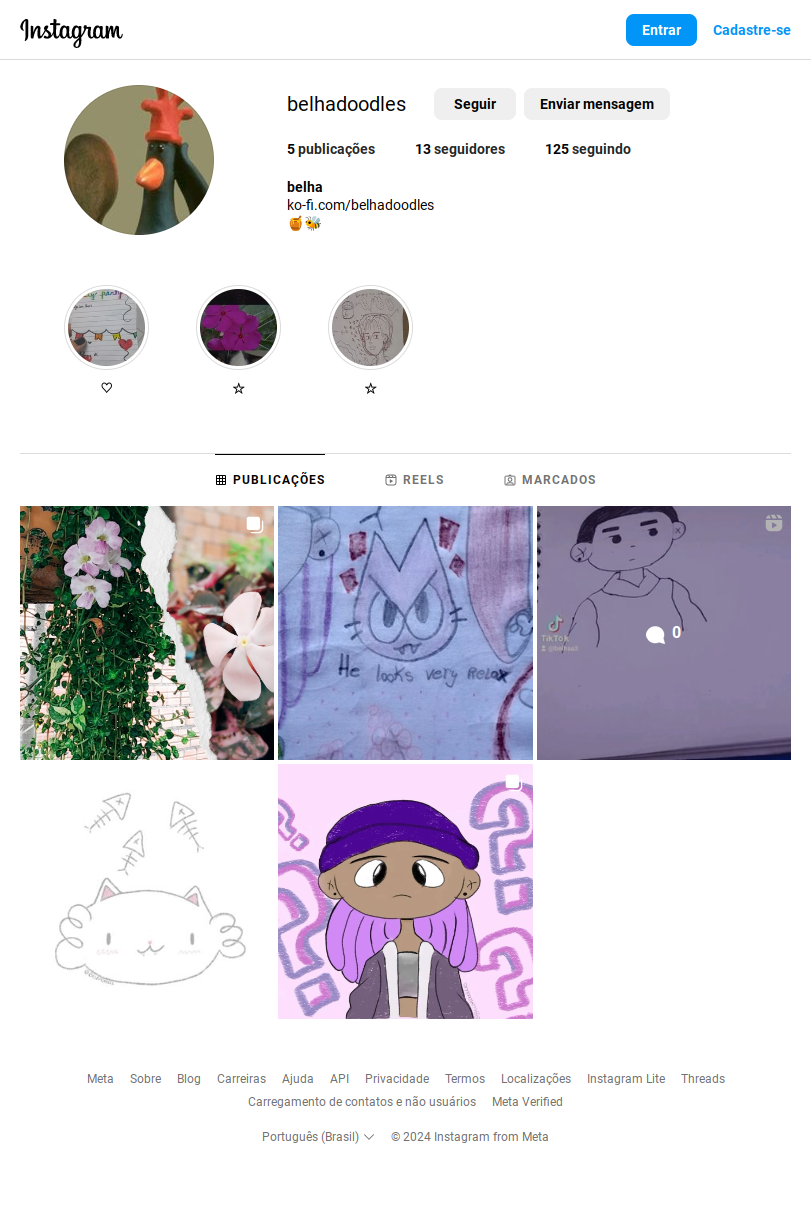 Instagram
Entrar
Cadastre-se
belhadoodles
Seguir
Enviar mensagem
5 publicações
13 seguidores
125 seguindo
belha
ko-fi.com/belhadoodles
🍯🐝
♡
☆
☆
PUBLICAÇÕES
REELS
MARCADOS
He looks very Relax
TikTok
0
Meta
Sobre
Blog
Carreiras
Ajuda
API
Privacidade
Termos
Localizações
Instagram Lite
Threads
Carregamento de contatos e não usuários
Meta Verified
Português (Brasil)
© 2024 Instagram from Meta